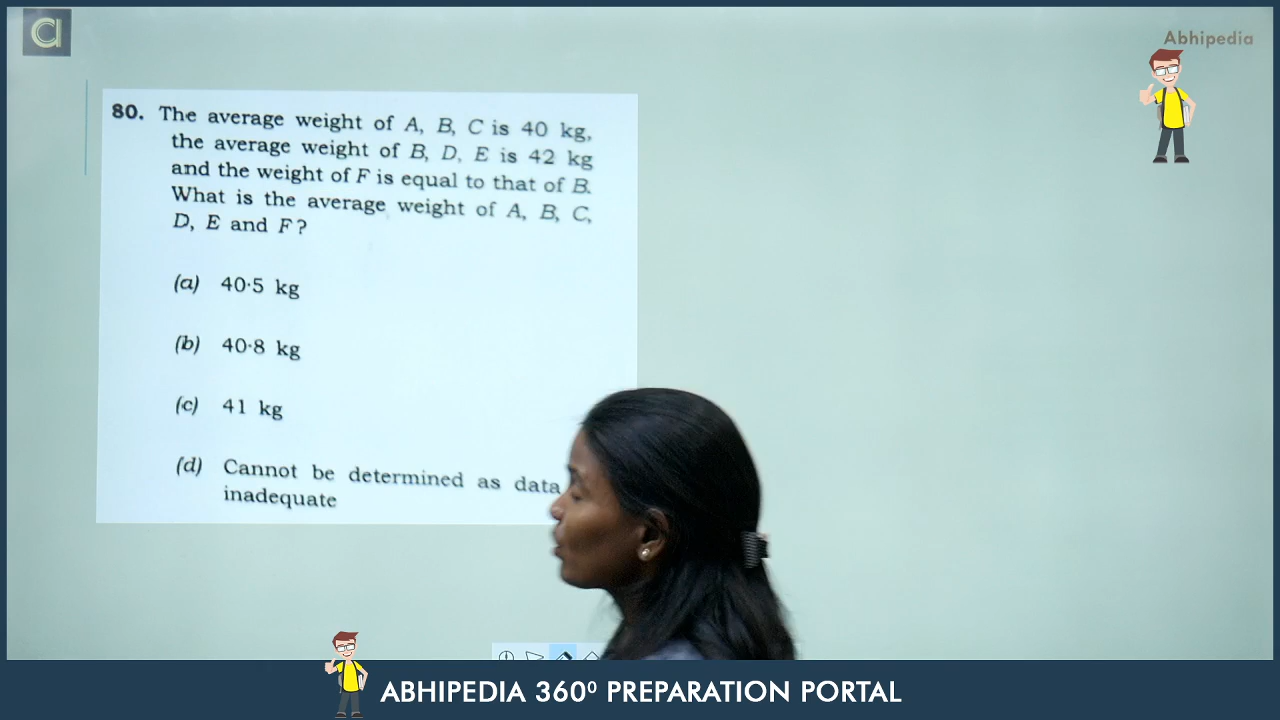 Abhipedia
80. The average weight of A, B, C is 40 kg,
the average weight of B, D, E is 42 kg
and the weight of F is equal to that of B.
What is the average weight of A, B, C,
D, E and F?
(a) 40·5 kg
(b) 40·8 kg
(c) 41 kg
(d) Cannot be determined as data
inadequate
ABHIPEDIA 360⁰ PREPARATION PORTAL